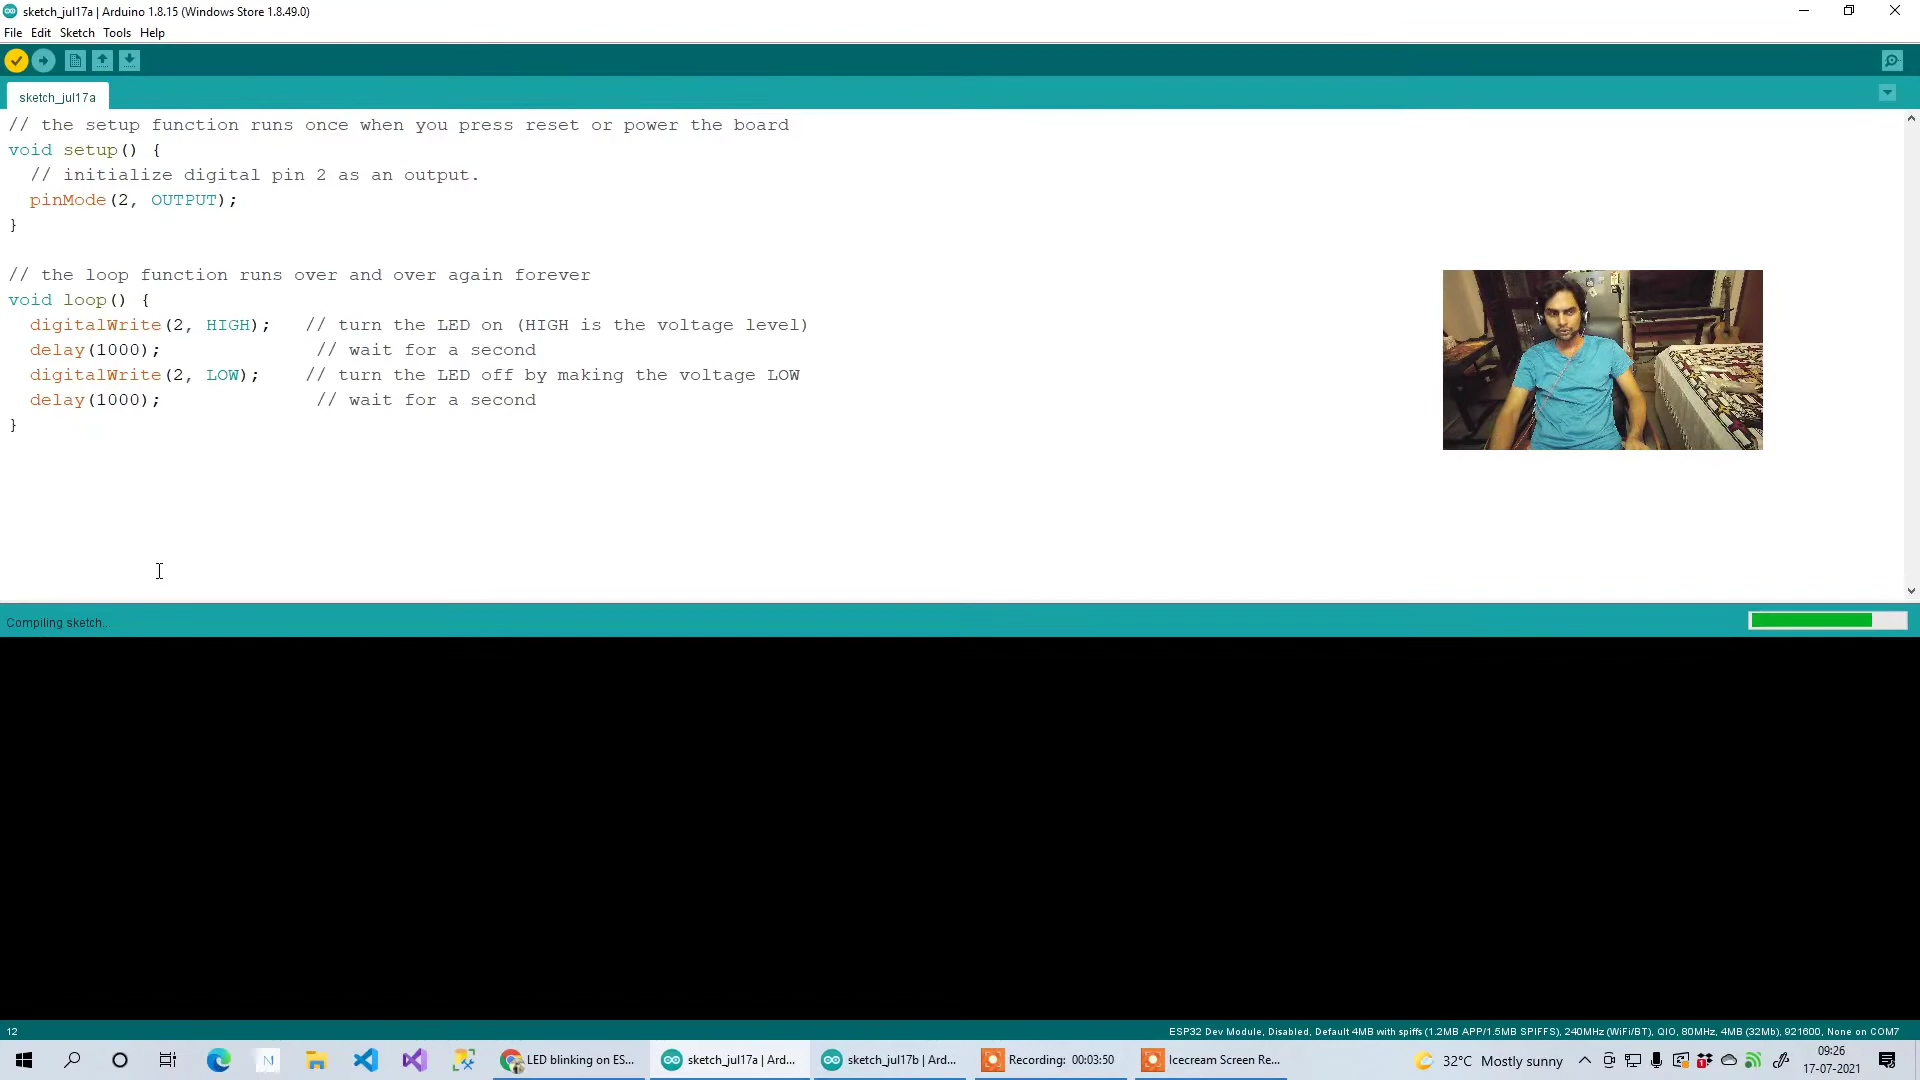 sketch_jul17a | Arduino 1.8.15 (Windows Store 1.8.49.0)
File Edit Sketch Tools Help
sketch_jul17a
// the setup function runs once when you press reset or power the board
void setup() {
  // initialize digital pin 2 as an output.
  pinMode(2, OUTPUT);
}
// the loop function runs over and over again forever
void loop() {
  digitalWrite(2, HIGH);   // turn the LED on (HIGH is the voltage level)
  delay(1000);              // wait for a second
  digitalWrite(2, LOW);    // turn the LED off by making the voltage LOW
  delay(1000);              // wait for a second
}
Compiling sketch...
12 ESP32 Dev Module, Disabled, Default 4MB with spiffs (1.2MB APP/1.5MB SPIFFS), 240MHz (WiFi/BT), QIO, 80MHz, 4MB (32Mb), 921600, None on COM7
N LED blinking on ES... sketch_jul17a | Ard... sketch_jul17b | Ard... Recording: 00:03:50 Icecream Screen Re... 32°C Mostly sunny 1 09:26
17-07-2021